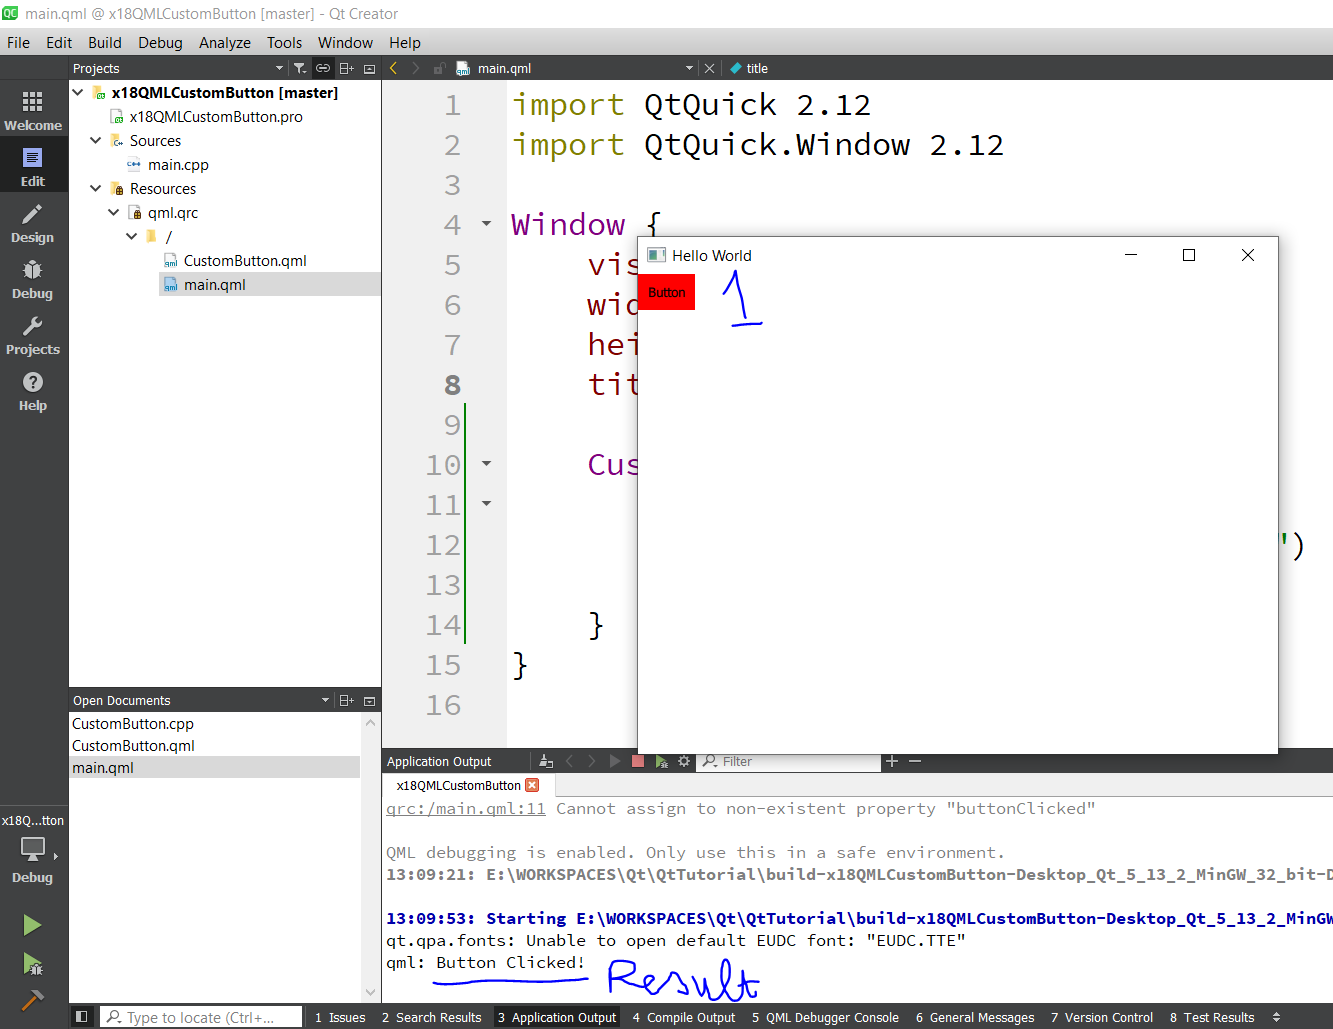 main.qml @ x18QMLCustomButton [master] - Qt Creator
File Edit Build Debug Analyze Tools Window Help
Projects
main.qml
title
Welcome
Edit
Design
Debug
Projects
Help
x18QMLCustomButton [master]
x18QMLCustomButton.pro
Sources
main.cpp
Resources
qml.qrc
/
CustomButton.qml
main.qml
1 import QtQuick 2.12
2 import QtQuick.Window 2.12
3
4 Window {
5 vis
6 wid
7 hei
8 tit
9
10 Cus
11
12 ")
13
14 }
15 }
16
Hello World
Button
1
Open Documents
CustomButton.cpp
CustomButton.qml
main.qml
x18Q...tton
Debug
Application Output
Filter
x18QMLCustomButton
qrc:/main.qml:11 Cannot assign to non-existent property "buttonClicked"
QML debugging is enabled. Only use this in a safe environment.
13:09:21: E:\WORKSPACES\Qt\QtTutorial\build-x18QMLCustomButton-Desktop_Qt_5_13_2_MinGW_32_bit-D
13:09:53: Starting E:\WORKSPACES\Qt\QtTutorial\build-x18QMLCustomButton-Desktop_Qt_5_13_2_MinGW
qt.qpa.fonts: Unable to open default EUDC font: "EUDC.TTE"
qml: Button Clicked!
Result
Type to locate (Ctrl+...
1 Issues 2 Search Results 3 Application Output 4 Compile Output 5 QML Debugger Console 6 General Messages 7 Version Control 8 Test Results